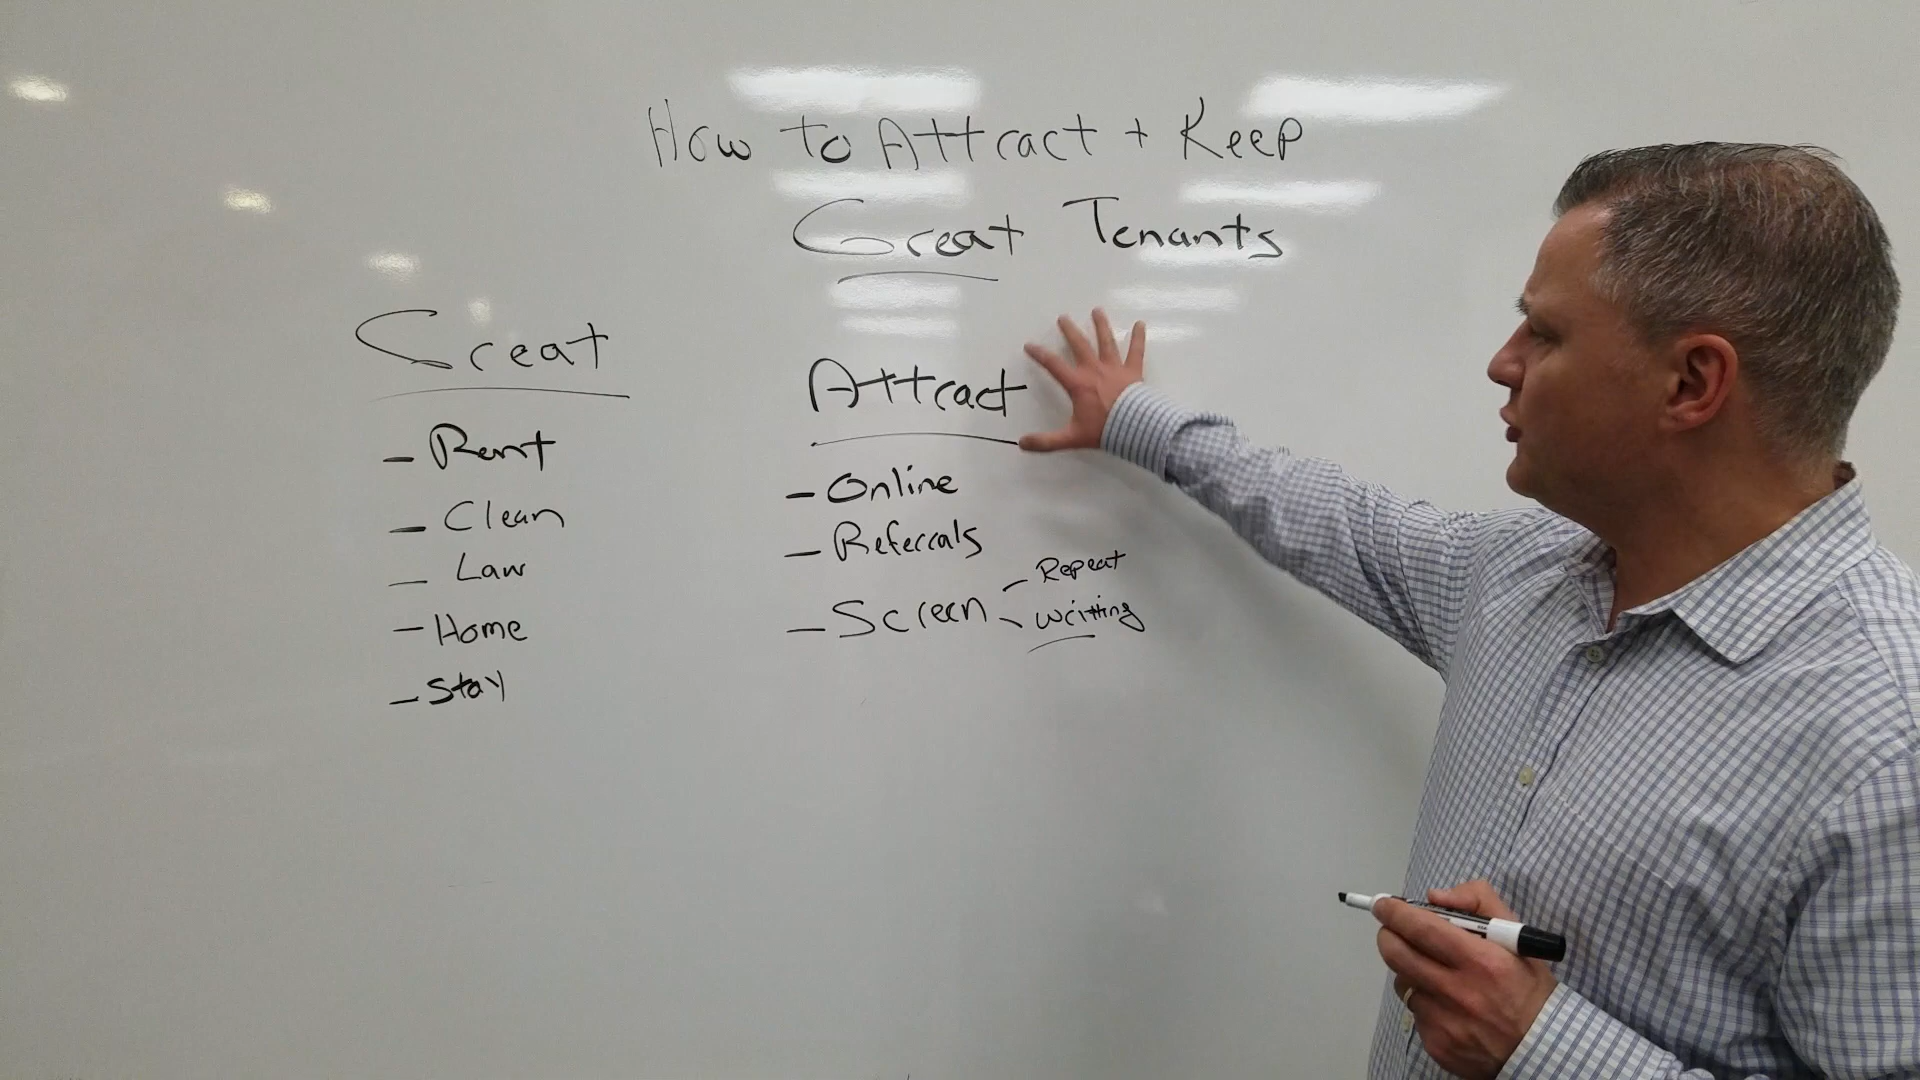 How to Attract + Keep
Great Tenants
Great
- Rent
- Clean
- Law
- Home
- Stay
Attract
- Online
- Referrals
- Screen
Repeat
Writing